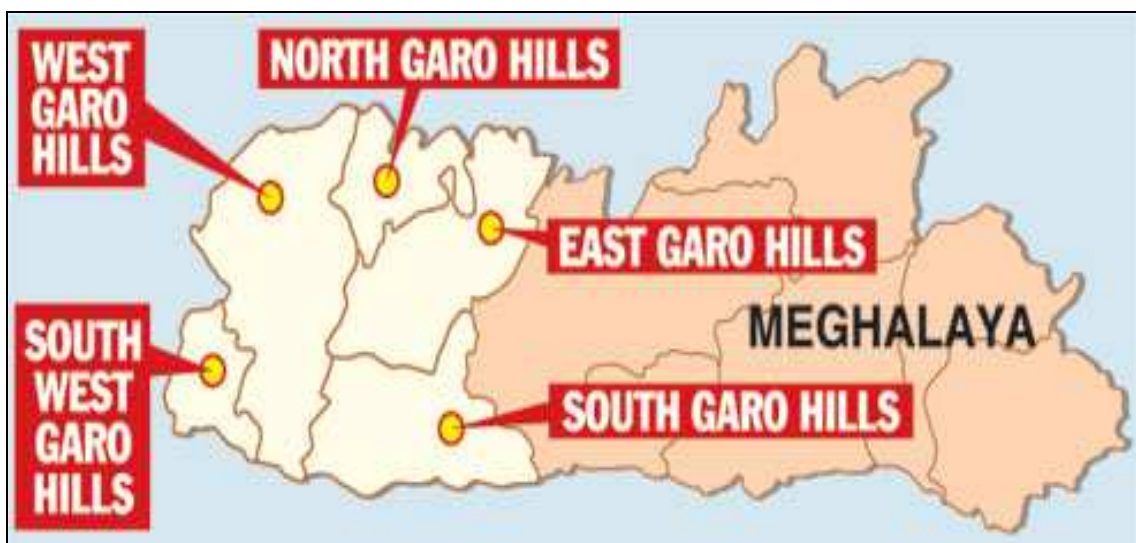 WEST
GARO
HILLS
NORTH GARO HILLS
EAST GARO HILLS
MEGHALAYA
SOUTH
WEST
GARO
HILLS
SOUTH GARO HILLS